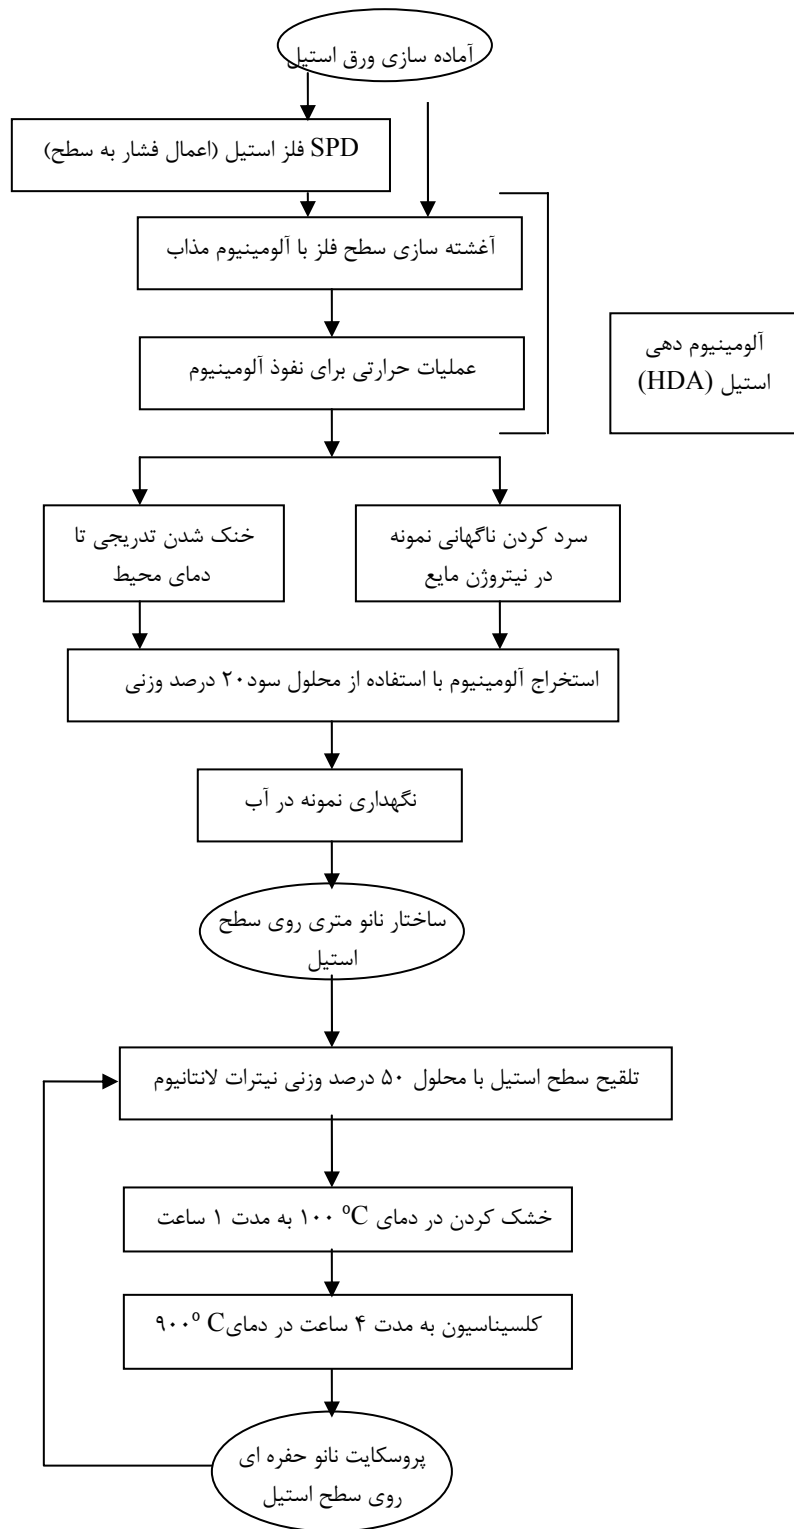 آماده سازی ورق استیل
SPD فلز استیل (اعمال فشار به سطح)
آغشته سازی سطح فلز با آلومینیوم مذاب
عملیات حرارتی برای نفوذ آلومینیوم
آلومینیوم دهی
استیل (HDA)
سرد کردن ناگهانی نمونه
در نیتروژن مایع
خنک شدن تدریجی تا
دمای محیط
استخراج آلومینیوم با استفاده از محلول سود۲۰ درصد وزنی
نگهداری نمونه در آب
ساختار نانو متری روی سطح
استیل
تلقیح سطح استیل با محلول ۵۰ درصد وزنی نیترات لانتانیوم
خشک کردن در دمای ۱۰۰ ºC به مدت ۱ ساعت
کلسیناسیون به مدت ۴ ساعت در دمای۹۰۰º C
پروسکایت نانو حفره ای
روی سطح استیل